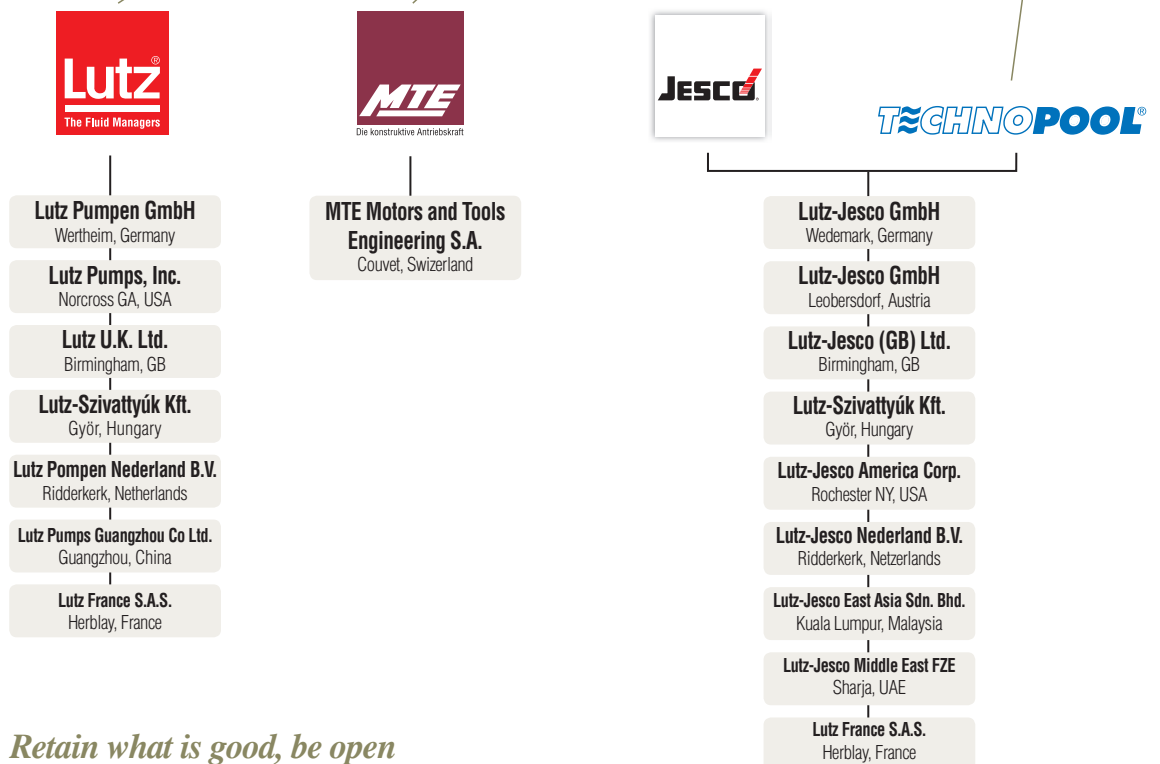 Lutz®
The Fluid Managers
Lutz Pumpen GmbH
Wertheim, Germany
Lutz Pumps, Inc.
Norcross GA, USA
Lutz U.K. Ltd.
Birmingham, GB
Lutz-Szivattyúk Kft.
Györ, Hungary
Lutz Pompen Nederland B.V.
Ridderkerk, Netherlands
Lutz Pumps Guangzhou Co Ltd.
Guangzhou, China
Lutz France S.A.S.
Herblay, France
MTE
Die konstruktive Antriebskraft
MTE Motors and Tools
Engineering S.A.
Couvet, Swizerland
JESCO®
TECHNOPOOL®
Lutz-Jesco GmbH
Wedemark, Germany
Lutz-Jesco GmbH
Leobersdorf, Austria
Lutz-Jesco (GB) Ltd.
Birmingham, GB
Lutz-Szivattyúk Kft.
Györ, Hungary
Lutz-Jesco America Corp.
Rochester NY, USA
Lutz-Jesco Nederland B.V.
Ridderkerk, Netzerlands
Lutz-Jesco East Asia Sdn. Bhd.
Kuala Lumpur, Malaysia
Lutz-Jesco Middle East FZE
Sharja, UAE
Lutz France S.A.S.
Herblay, France
Retain what is good, be open